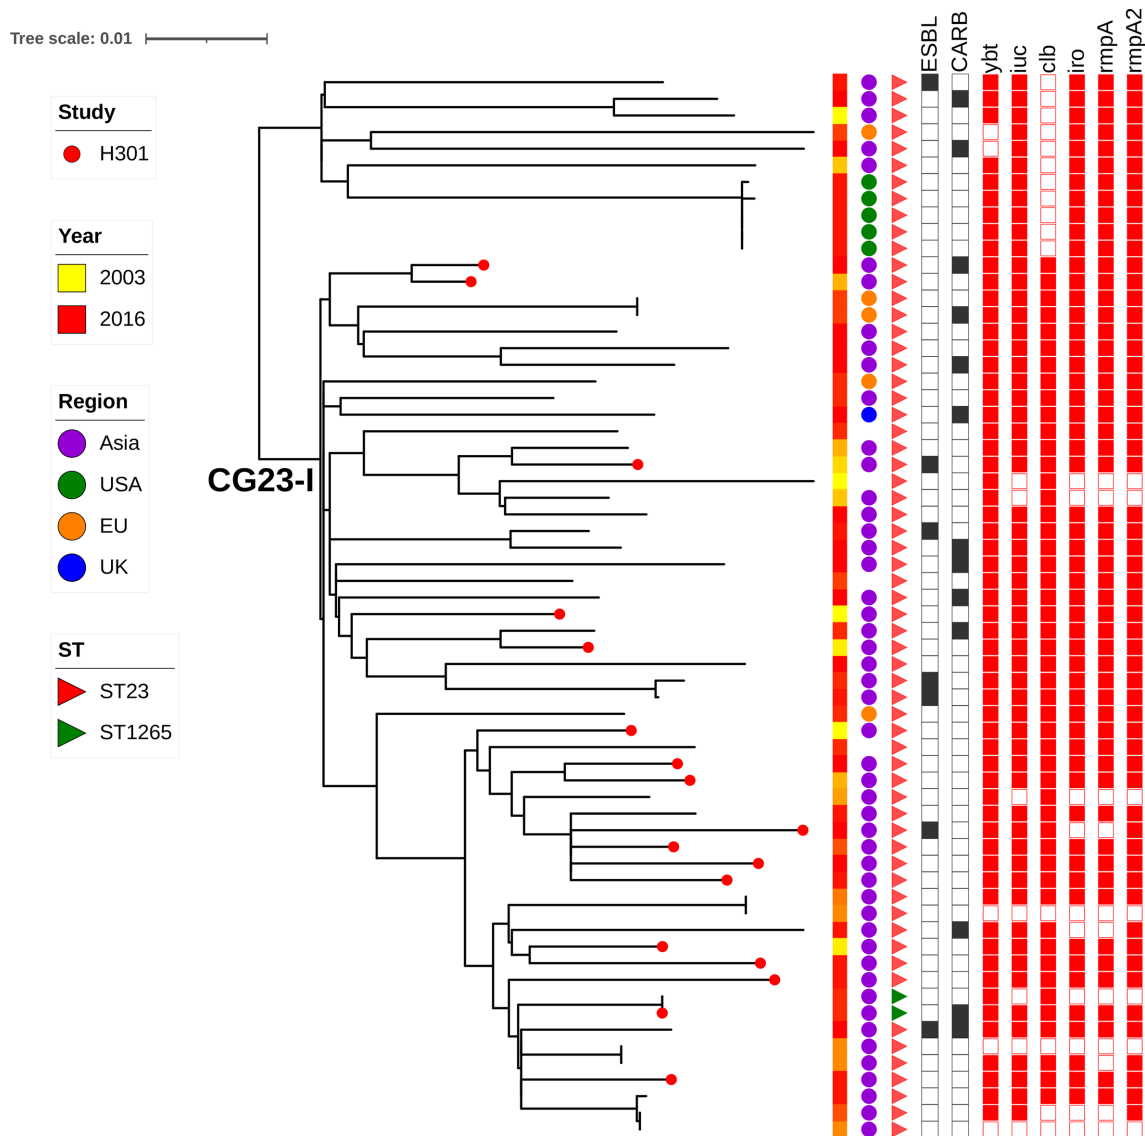 Tree scale: 0.01
ESBL
CARB
ybt
iuc
clb
iro
rmpA
rmpA2
Study
H301
Year
2003
2016
Region
Asia
USA
EU
UK
CG23-I
ST
ST23
ST1265